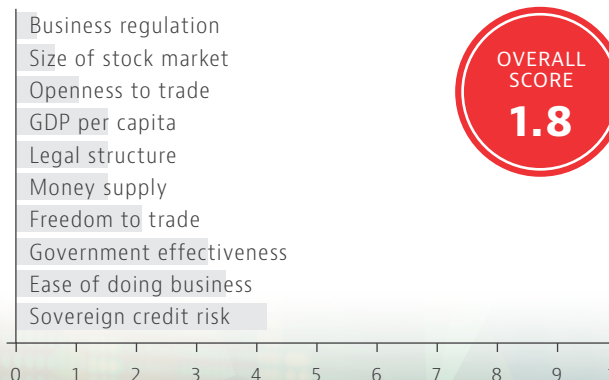 Business regulation
Size of stock market
Openness to trade
GDP per capita
Legal structure
Money supply
Freedom to trade
Government effectiveness
Ease of doing business
Sovereign credit risk
OVERALL
SCORE
1.8
0 1 2 3 4 5 6 7 8 9